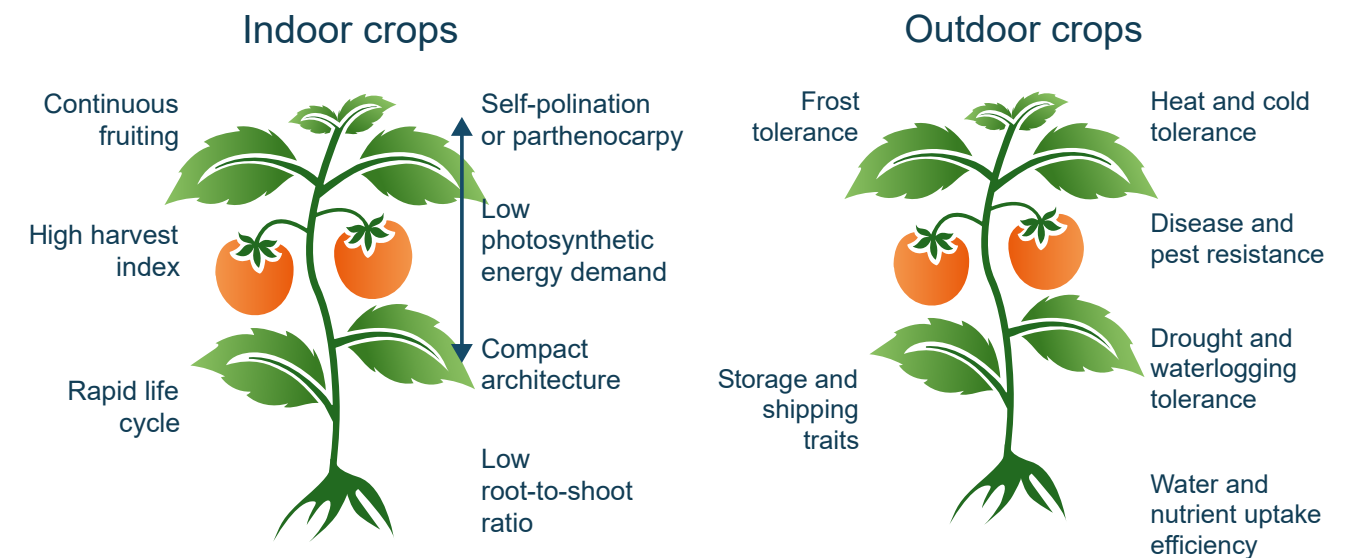 Indoor crops
Continuous
fruiting
High harvest
index
Rapid life
cycle
Self-polination
or parthenocarpy
Low
photosynthetic
energy demand
Compact
architecture
Low
root-to-shoot
ratio
Outdoor crops
Frost
tolerance
Storage and
shipping
traits
Heat and cold
tolerance
Disease and
pest resistance
Drought and
waterlogging
tolerance
Water and
nutrient uptake
efficiency